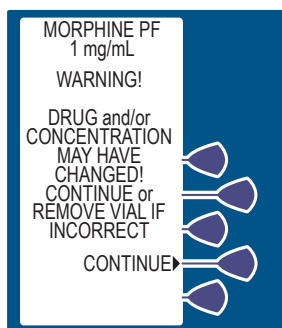 MORPHINE PF
1 mg/mL
WARNING!
DRUG and/or
CONCENTRATION
MAY HAVE
CHANGED!
CONTINUE or
REMOVE VIAL IF
INCORRECT
CONTINUE